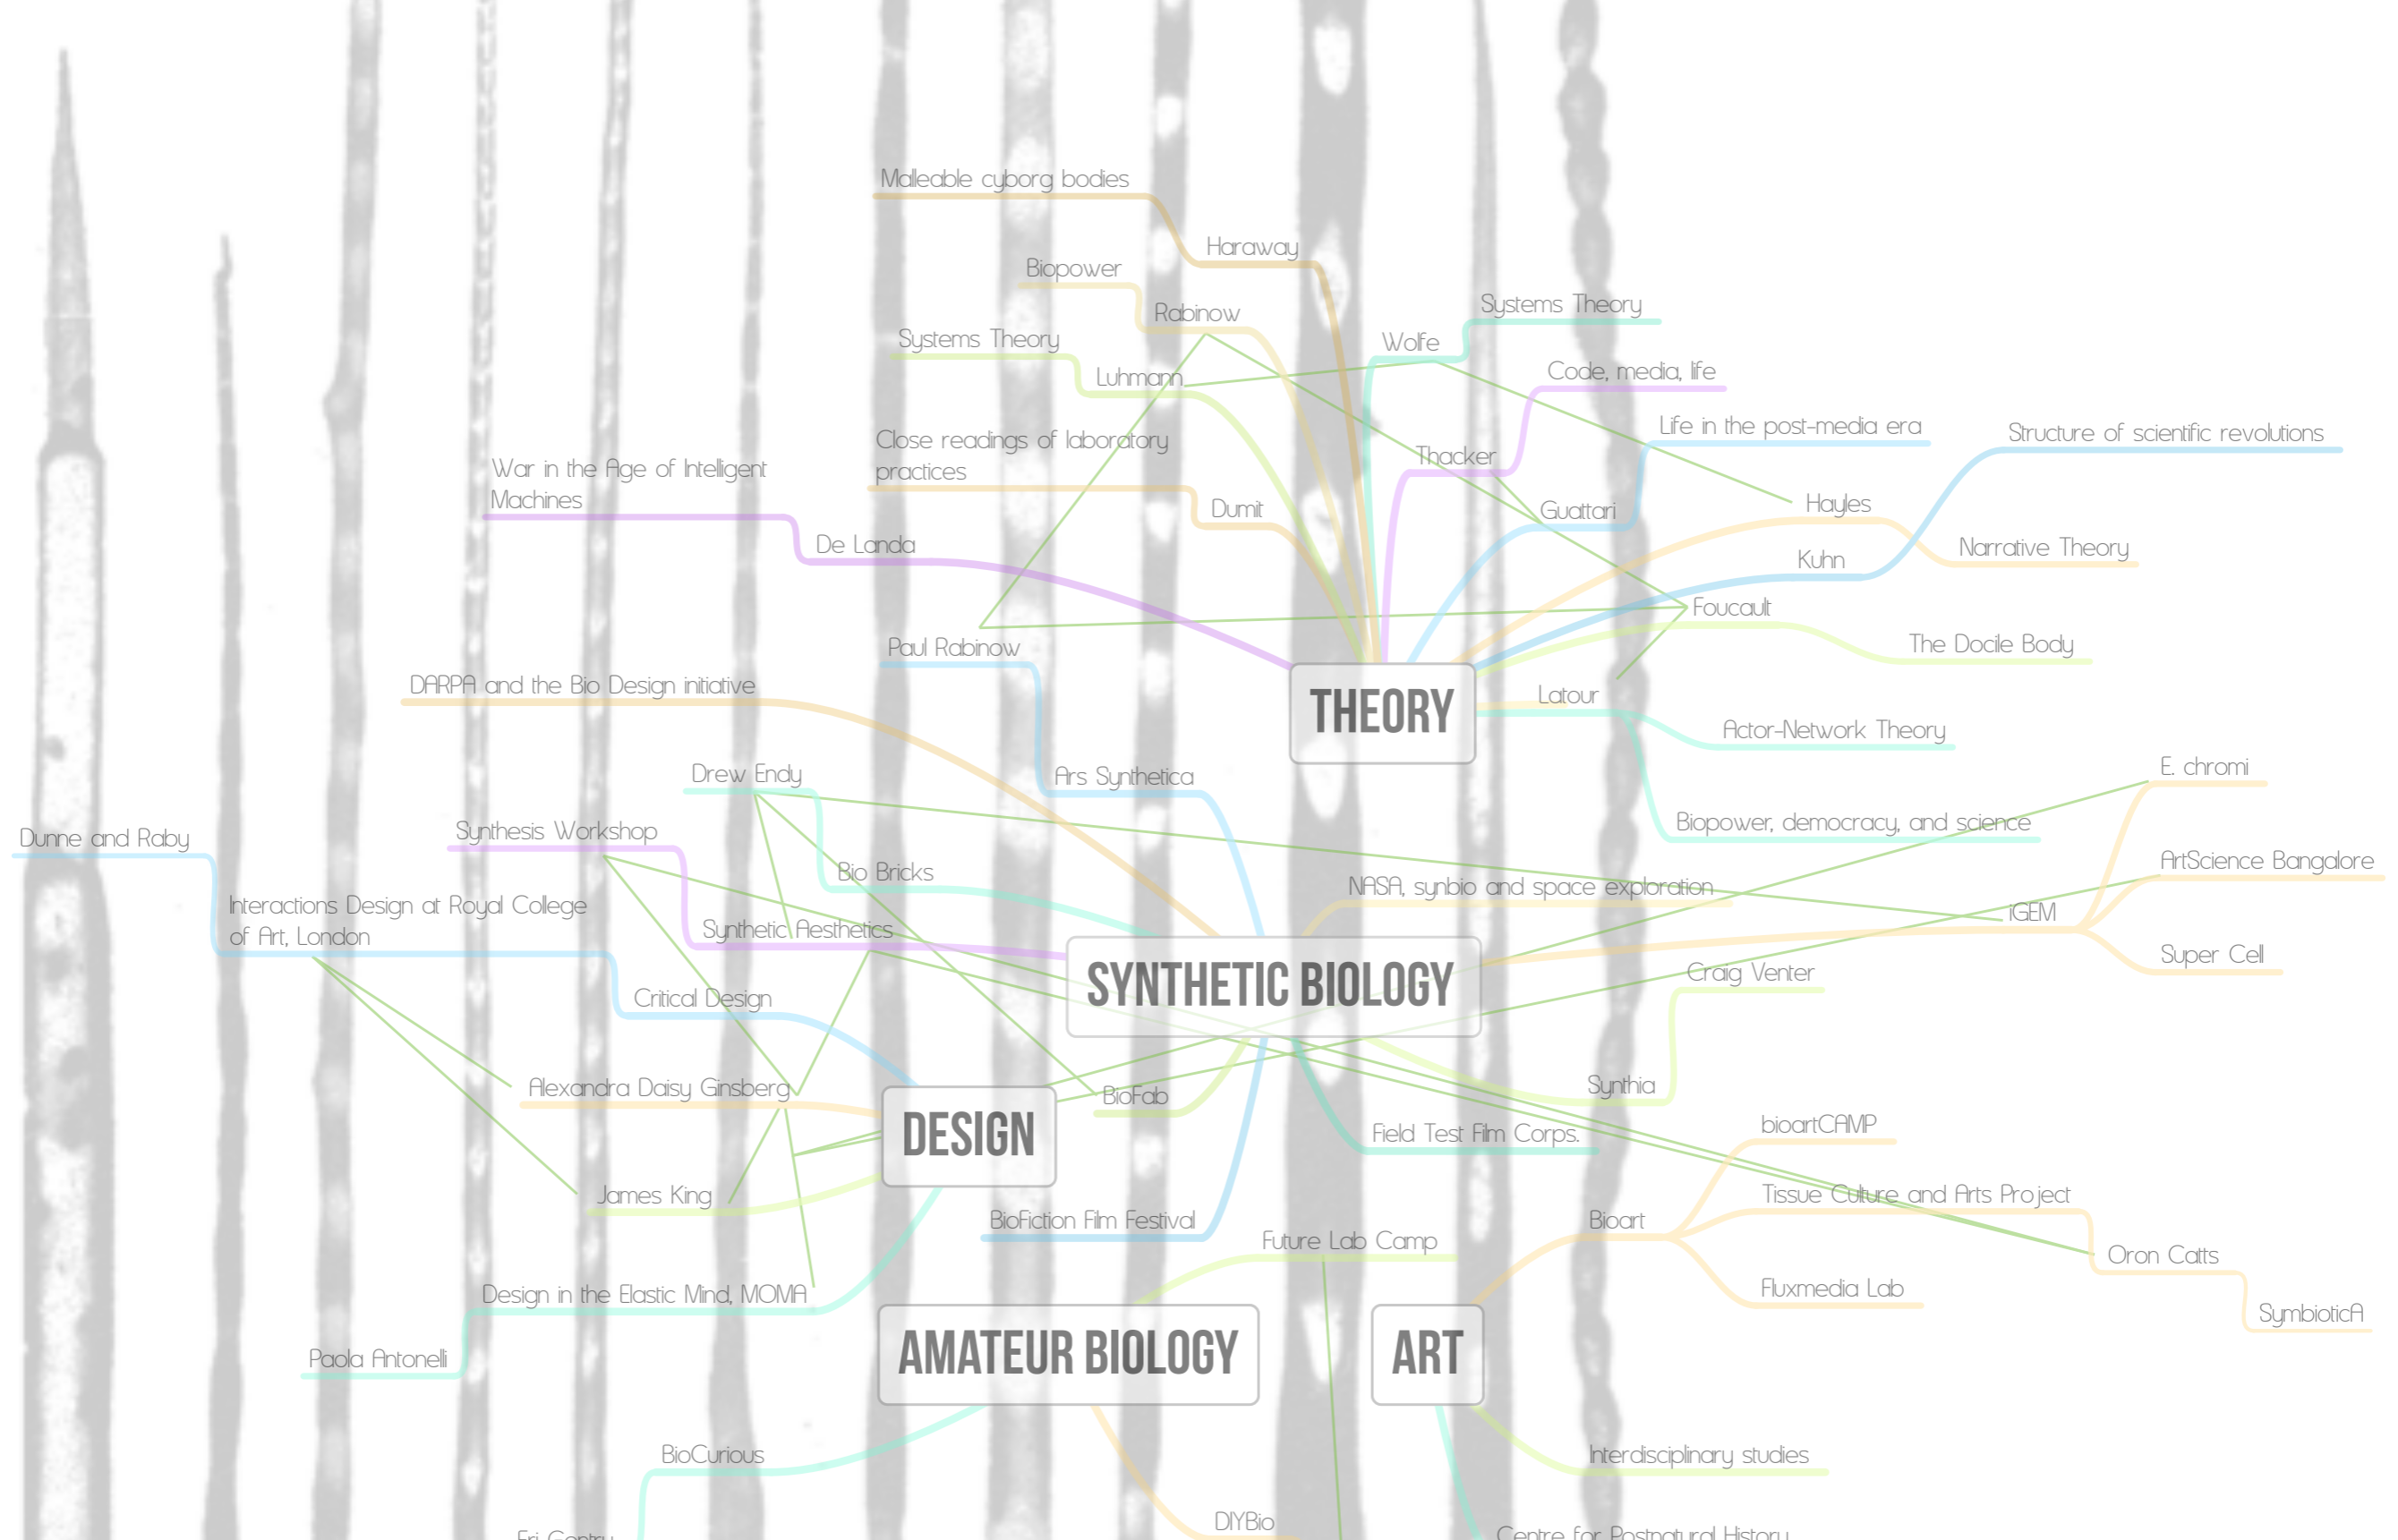 Malleable cyborg bodies
Haraway
Biopower
Rabinow
Systems Theory
Systems Theory
Wolfe
Luhmann
Code, media, life
Close readings of laboratory
practices
Life in the post-media era
Structure of scientific revolutions
War in the Age of Intelligent
Machines
Thacker
Dumit
Guattari
Hayles
De Landa
Narrative Theory
Kuhn
Foucault
Paul Rabinow
The Docile Body
DARPA and the Bio Design initiative
THEORY
Latour
Actor-Network Theory
Drew Endy
Ars Synthetica
E. chromi
Synthesis Workshop
Dunne and Raby
Biopower, democracy, and science
Bio Bricks
NASA, synbio and space exploration
ArtScience Bangalore
Interactions Design at Royal College
of Art, London
iGEM
Synthetic Aesthetics
Super Cell
SYNTHETIC BIOLOGY
Craig Venter
Critical Design
Alexandra Daisy Ginsberg
BioFab
Synthia
DESIGN
Field Test Film Corps.
bioartCAMP
James King
Tissue Culture and Arts Project
BioFiction Film Festival
Bioart
Future Lab Camp
Oron Catts
Design in the Elastic Mind, MOMA
Fluxmedia Lab
SymbioticA
Paola Antonelli
AMATEUR BIOLOGY
ART
BioCurious
Interdisciplinary studies
DIYBio
Eri Gentry
Centre for Postnatural History